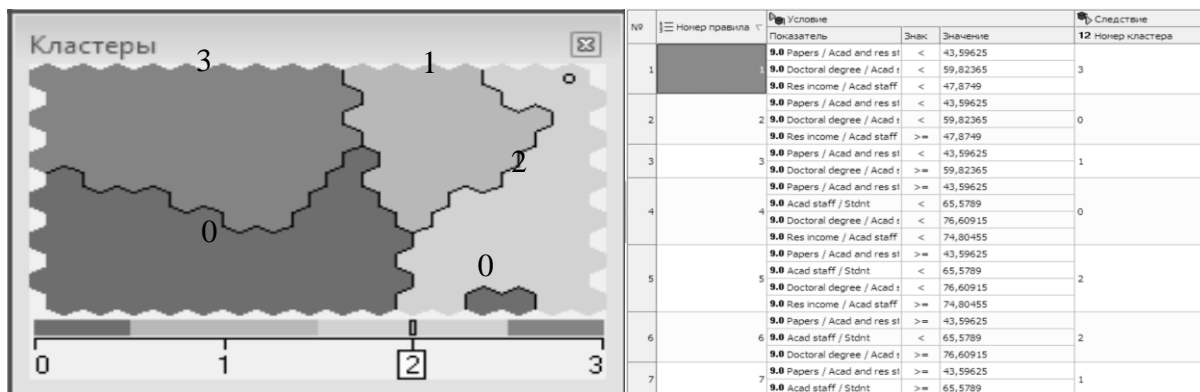 Кластеры
3
1
2
0
0
0 1 2 3
№ Номер правила Условие Следствие
Показатель Знак Значение 12 Номер кластера
1 1 9.0 Papers / Acad and res st < 43,59625 3
9.0 Doctoral degree / Acad s < 59,82365
9.0 Res income / Acad staff < 47,8749
2 2 9.0 Papers / Acad and res st < 43,59625 0
9.0 Doctoral degree / Acad s < 59,82365
9.0 Res income / Acad staff >= 47,8749
3 3 9.0 Papers / Acad and res st < 43,59625 1
9.0 Doctoral degree / Acad s >= 59,82365
4 4 9.0 Papers / Acad and res st >= 43,59625 0
9.0 Acad staff / Stdnt < 65,5789
9.0 Doctoral degree / Acad s < 76,60915
9.0 Res income / Acad staff < 74,80455
5 5 9.0 Papers / Acad and res st >= 43,59625 2
9.0 Acad staff / Stdnt < 65,5789
9.0 Doctoral degree / Acad s < 76,60915
9.0 Res income / Acad staff >= 74,80455
6 6 9.0 Papers / Acad and res st >= 43,59625 2
9.0 Acad staff / Stdnt < 65,5789
9.0 Doctoral degree / Acad s >= 76,60915
7 7 9.0 Papers / Acad and res st >= 43,59625 1
9.0 Acad staff / Stdnt >= 65,5789